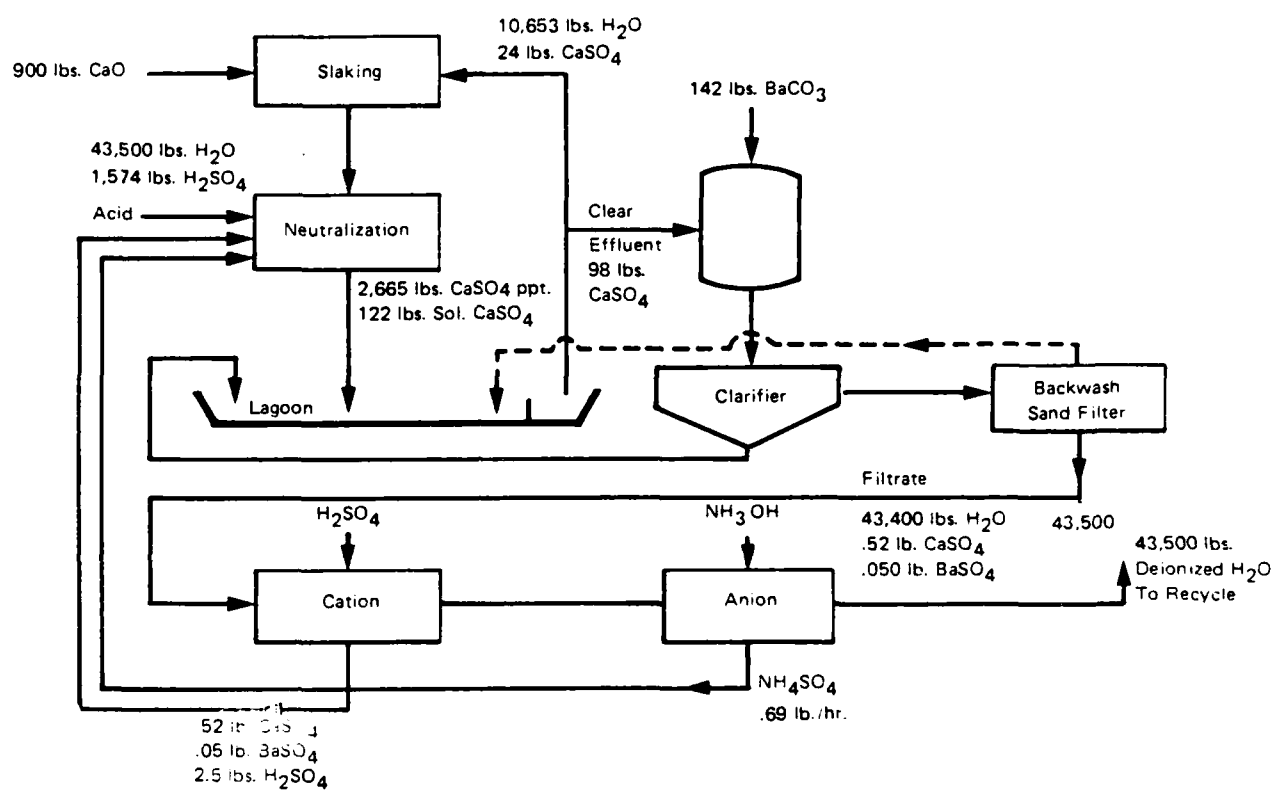 10,653 lbs. H₂O
24 lbs. CaSO₄
900 lbs. CaO
Slaking
142 lbs. BaCO₃
43,500 lbs. H₂O
1,574 lbs. H₂SO₄
Acid
Neutralization
Clear
Effluent
98 lbs.
CaSO₄
2,665 lbs. CaSO4 ppt.
122 lbs. Sol. CaSO₄
Lagoon
Clarifier
Backwash
Sand Filter
Filtrate
H₂SO₄
NH₃OH
43,400 lbs. H₂O
.52 lb. CaSO₄
.050 lb. BaSO₄
43,500
43,500 lbs.
Deionized H₂O
To Recycle
Cation
Anion
NH₄SO₄
.69 lb./hr.
52 lb
.05 lb. BaSO₄
2.5 lbs. H₂SO₄